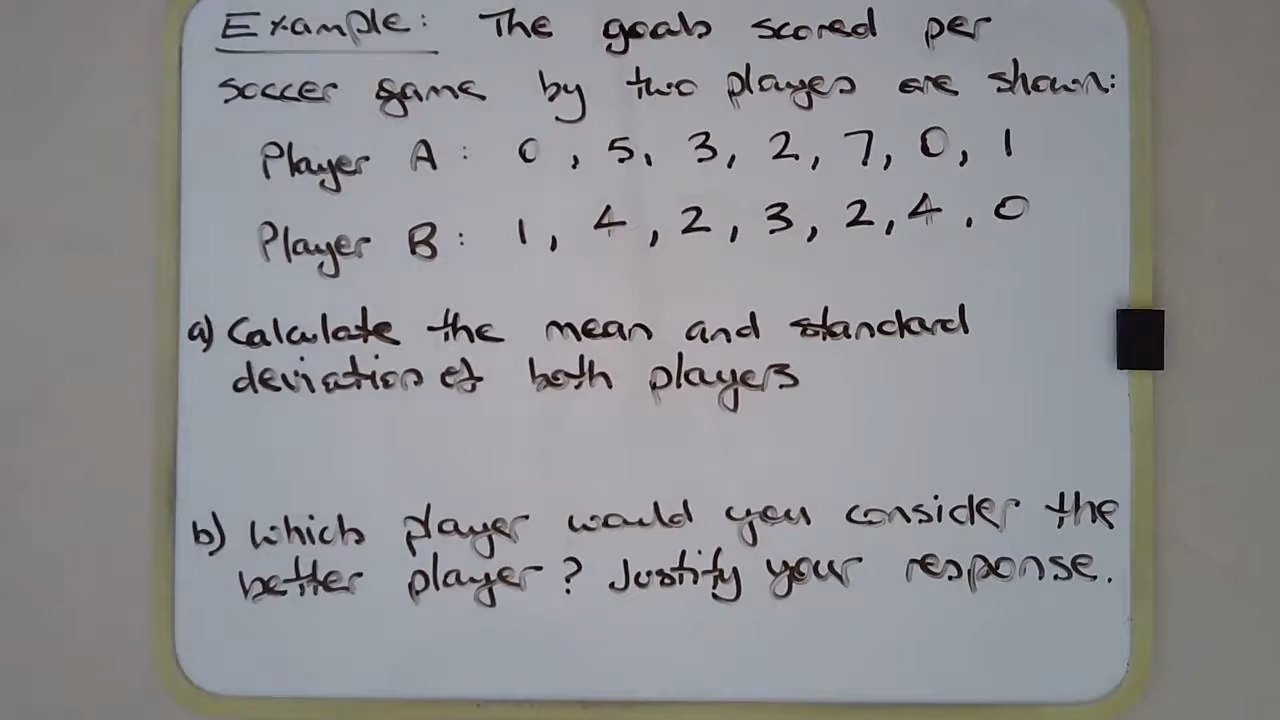 Example: The goals scored per
soccer game by two players are shown:
Player A: 0, 5, 3, 2, 7, 0, 1
Player B: 1, 4, 2, 3, 2, 4, 0
a) Calculate the mean and standard
deviation of both players
b) Which player would you consider the
better player? Justify your response.